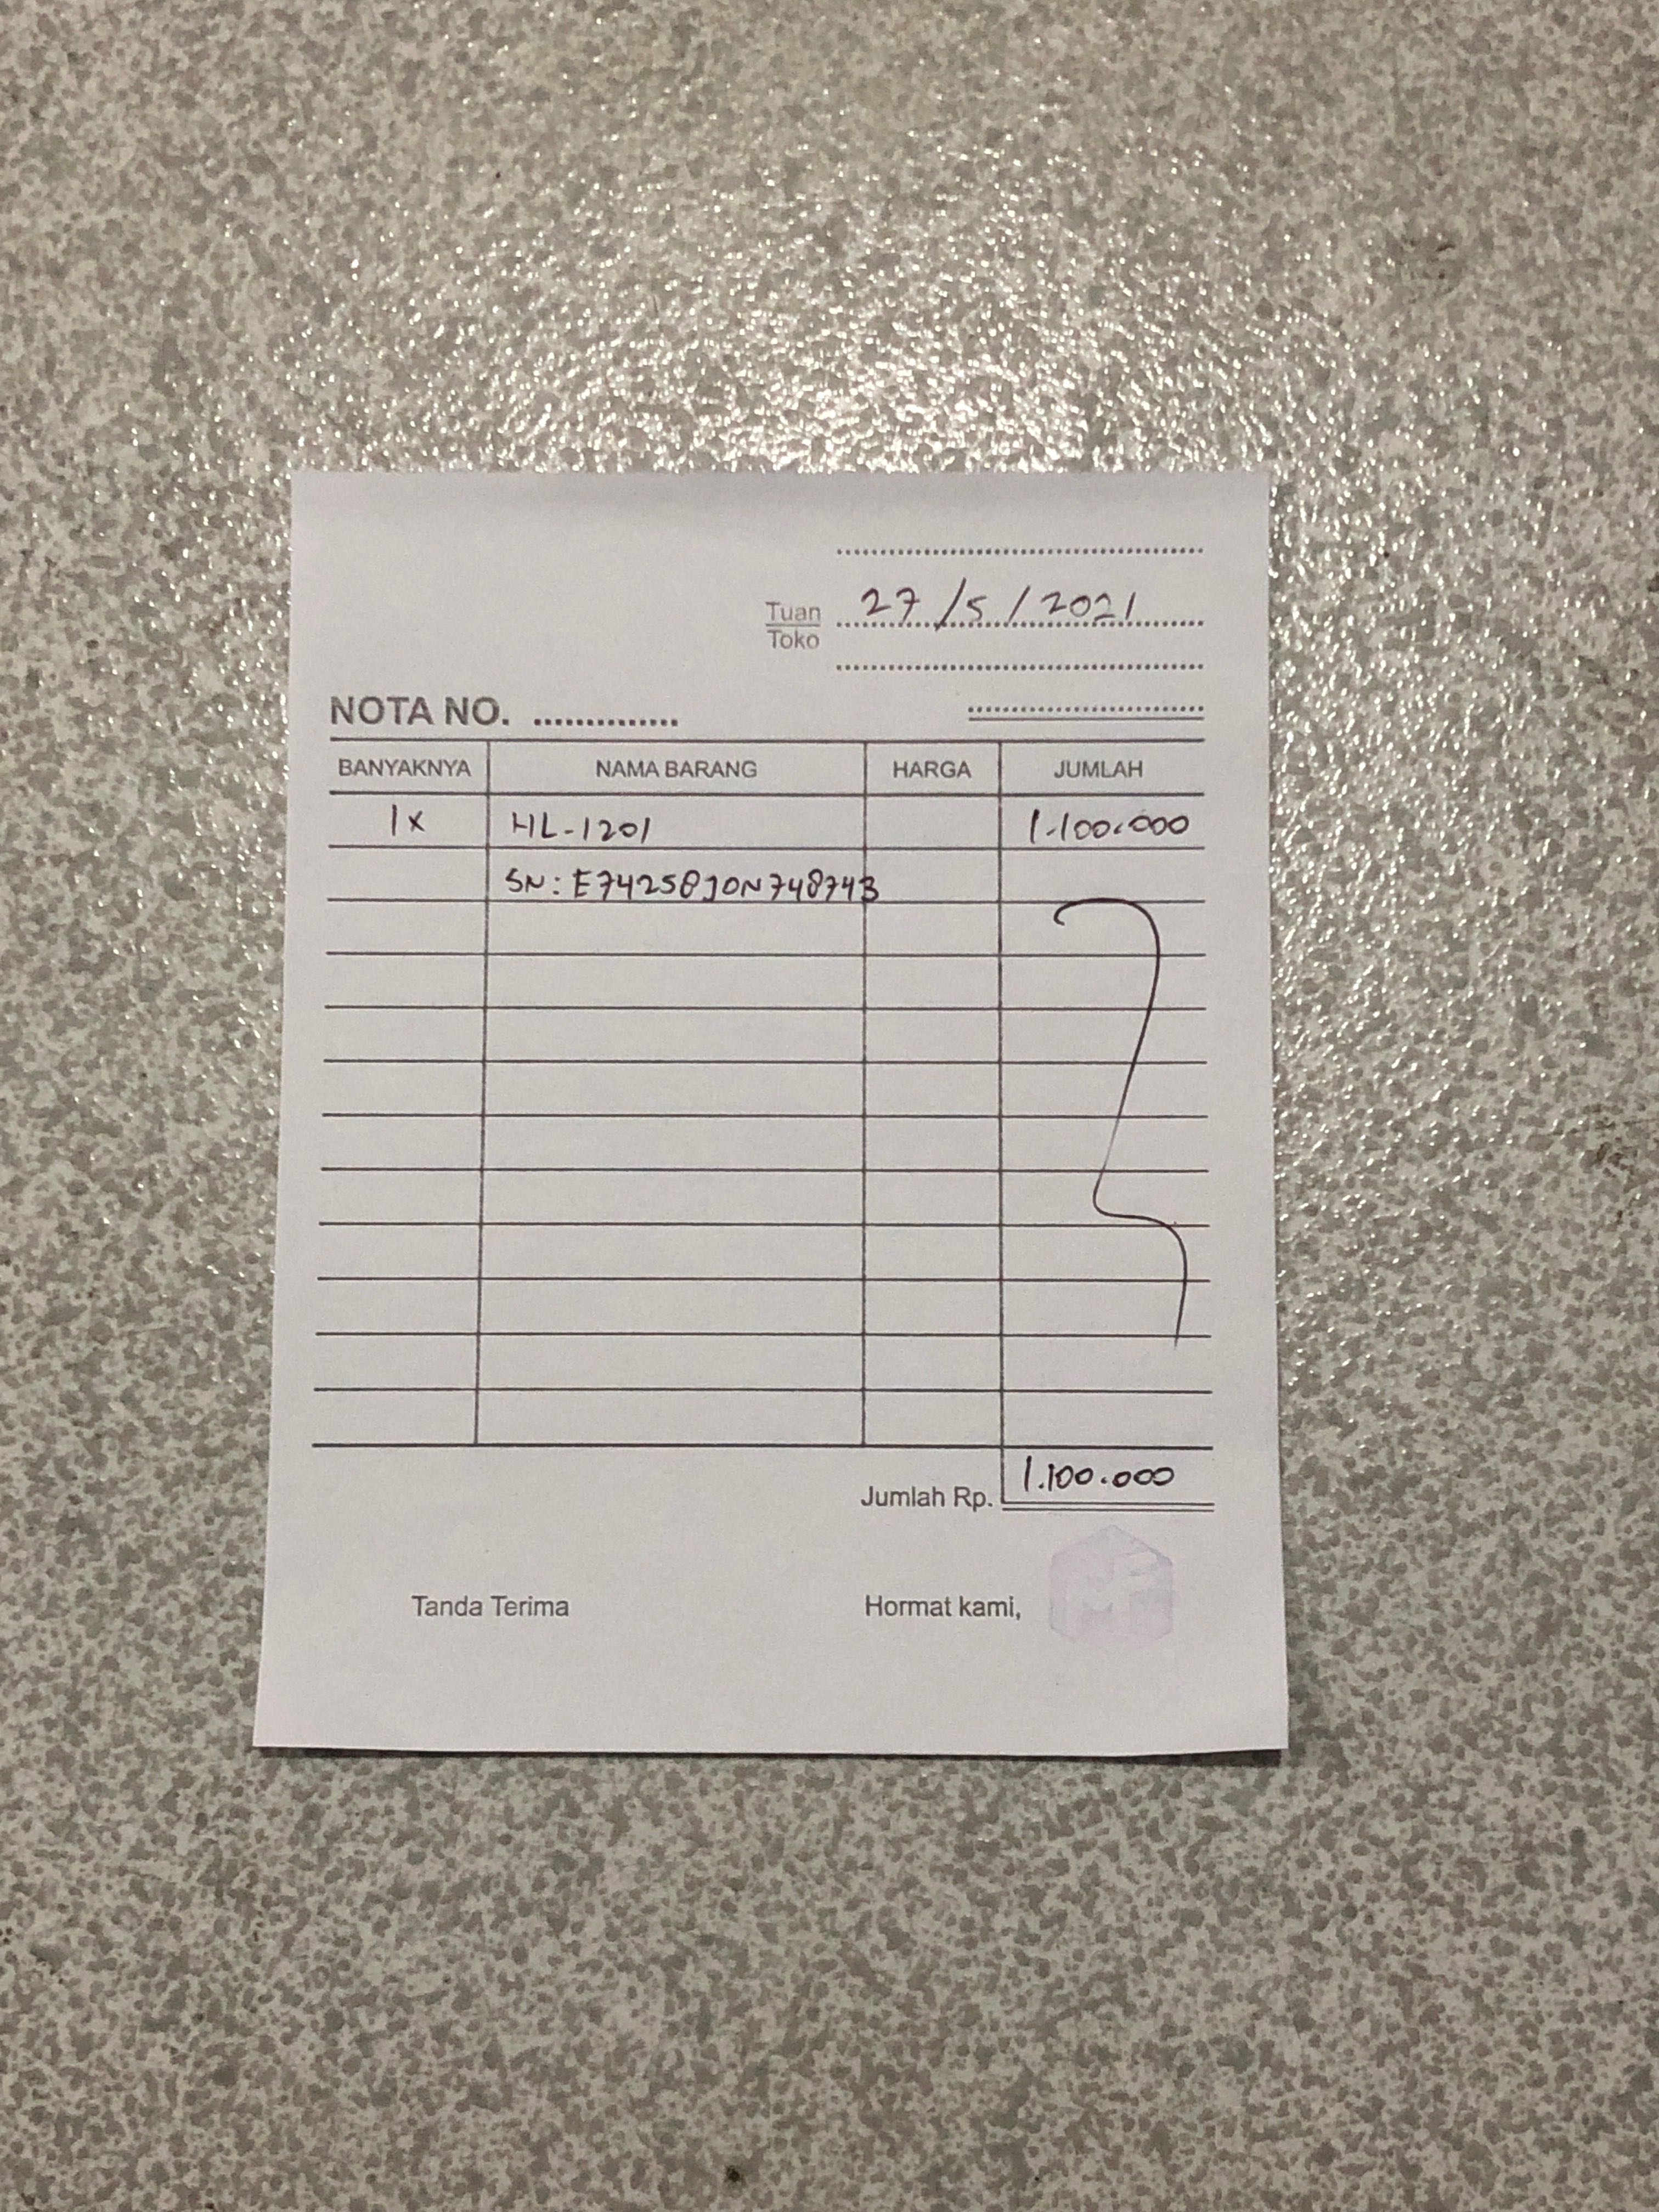 27/5/2021
Tuan
Toko
NOTA NO. ..............
BANYAKNYA NAMA BARANG HARGA JUMLAH
1x HL-1201 1.100.000
SN: E74258J0N748743
1.100.000
Jumlah Rp.
Tanda Terima Hormat kami,